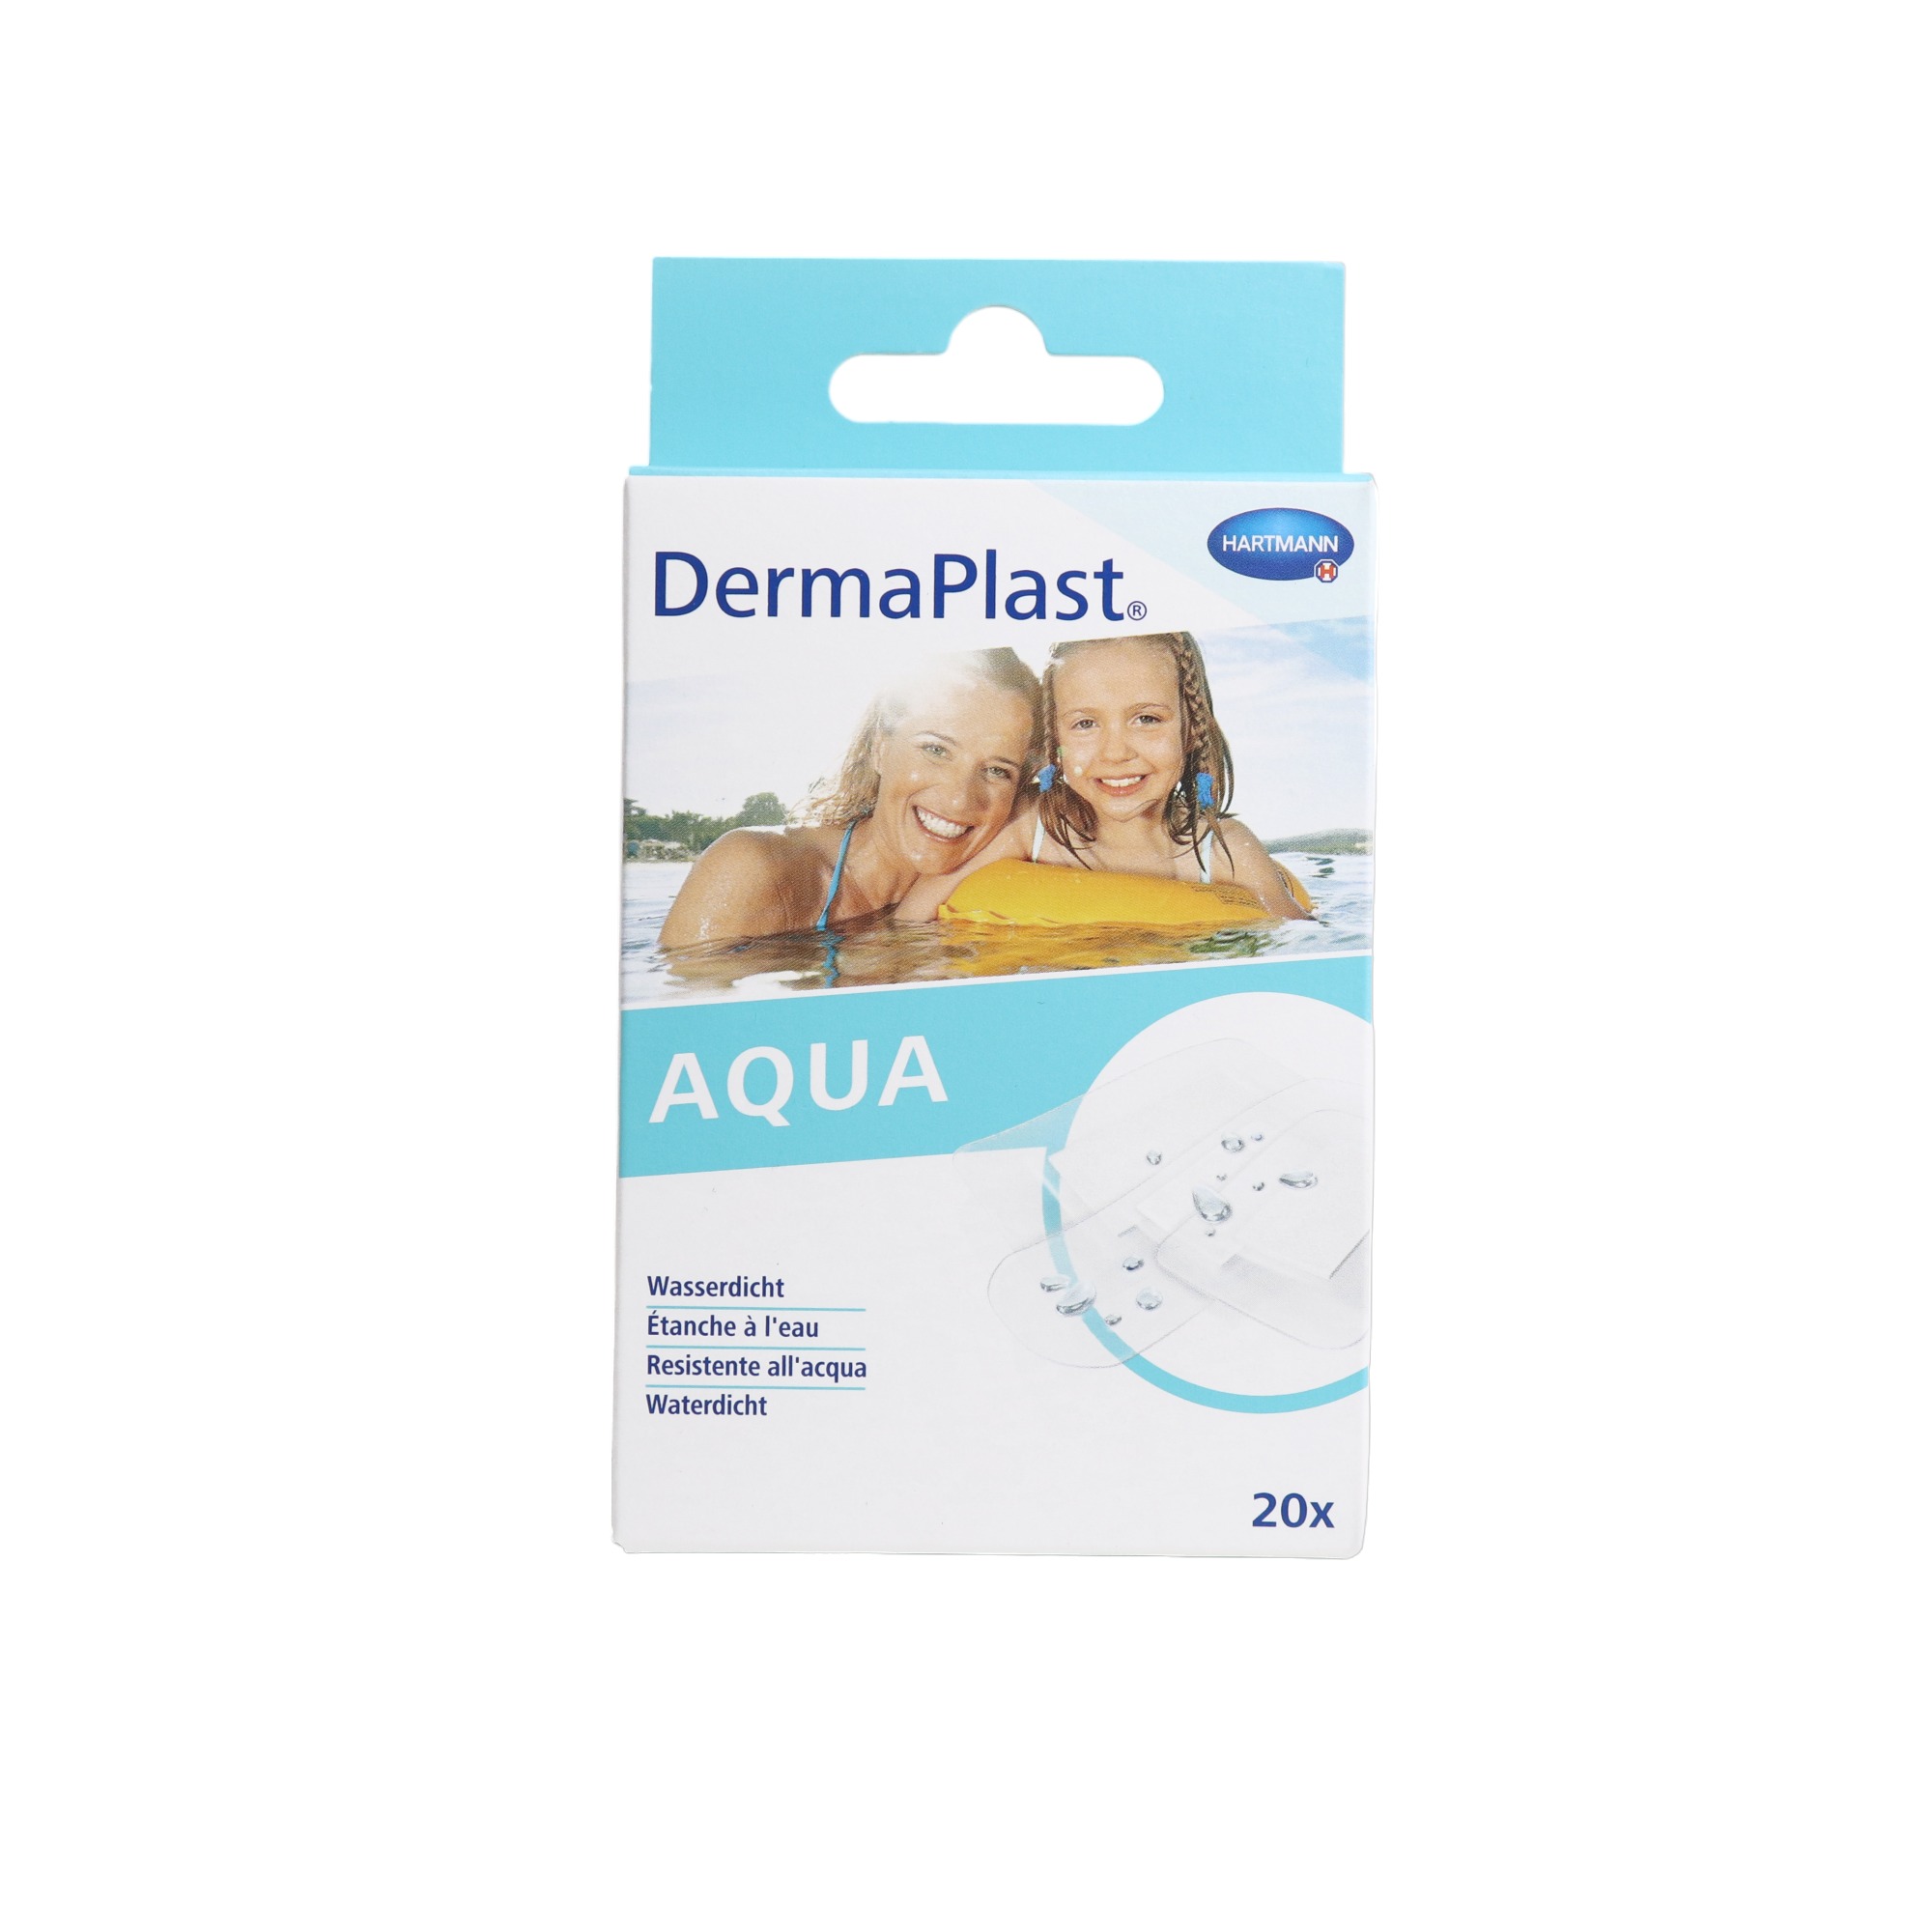 HARTMANN
DermaPlast®
AQUA
Wasserdicht
Étanche à l'eau
Resistente all'acqua
Waterdicht
20x